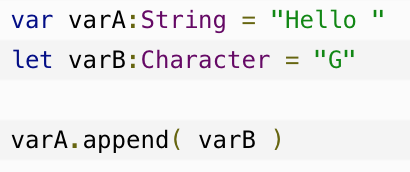 var varA:String = "Hello "
let varB:Character = "G"
varA.append( varB )